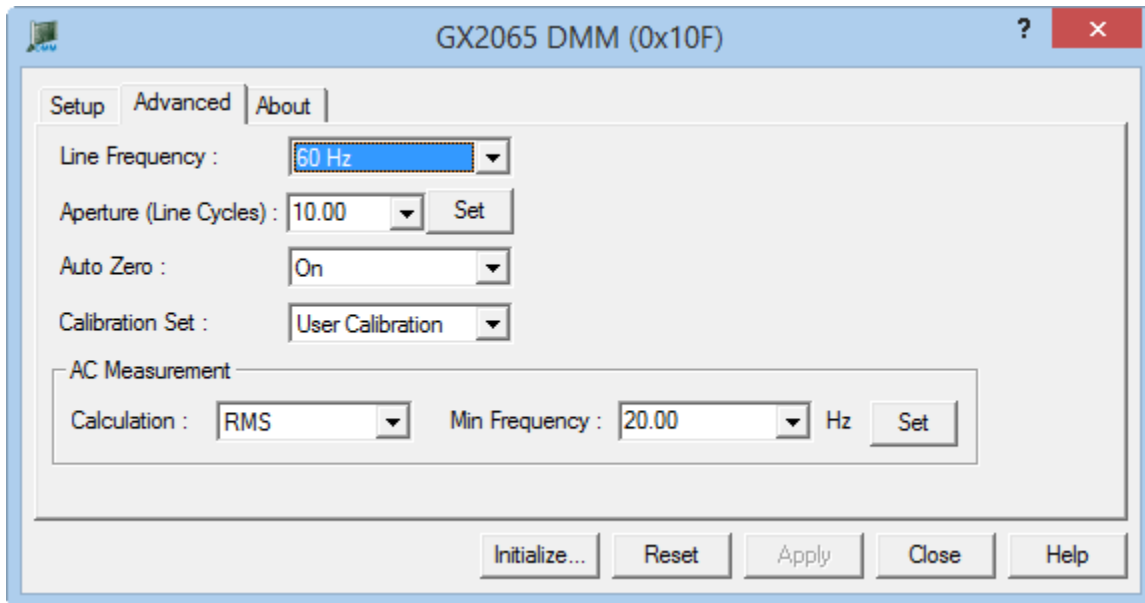 GX2065 DMM (0x10F)
?
×
Setup Advanced About
Line Frequency : 60 Hz
Aperture (Line Cycles) : 10.00 Set
Auto Zero : On
Calibration Set : User Calibration
AC Measurement
Calculation : RMS Min Frequency : 20.00 Hz Set
Initialize... Reset Apply Close Help